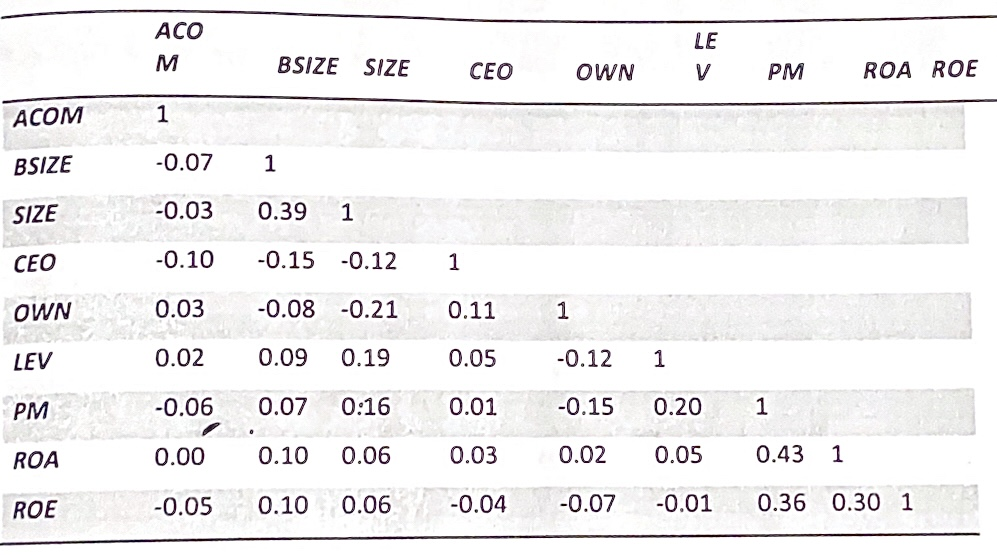 ACO LE
M BSIZE SIZE CEO OWN V PM ROA ROE
ACOM 1
BSIZE -0.07 1
SIZE -0.03 0.39 1
CEO -0.10 -0.15 -0.12 1
OWN 0.03 -0.08 -0.21 0.11 1
LEV 0.02 0.09 0.19 0.05 -0.12 1
PM -0.06 0.07 0.16 0.01 -0.15 0.20 1
ROA 0.00 0.10 0.06 0.03 0.02 0.05 0.43 1
ROE -0.05 0.10 0.06 -0.04 -0.07 -0.01 0.36 0.30 1